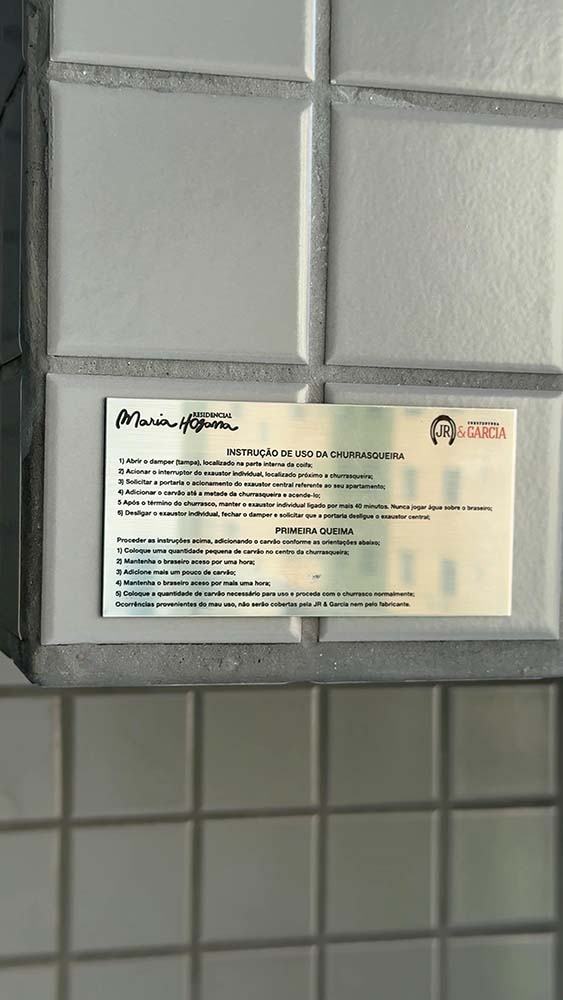 RESIDENCIAL
Maria Hozana
JR
CONSTRUTORA
& GARCIA
INSTRUÇÃO DE USO DA CHURRASQUEIRA
1) Abrir o damper (tampa), localizado na parte interna da coifa;
2) Acionar o interruptor do exaustor individual, localizado próximo a churrasqueira;
3) Solicitar a portaria o acionamento do exaustor central referente ao seu apartamento;
4) Adicionar o carvão até a metade da churrasqueira e acende-lo;
5 Após o término do churrasco, manter o exaustor individual ligado por mais 40 minutos. Nunca jogar água sobre o braseiro;
6) Desligar o exaustor individual, fechar o damper e solicitar que a portaria desligue o exaustor central;
PRIMEIRA QUEIMA
Proceder as instruções acima, adicionando o carvão conforme as orientações abaixo;
1) Coloque uma quantidade pequena de carvão no centro da churrasqueira;
2) Mantenha o braseiro aceso por uma hora;
3) Adicione mais um pouco de carvão;
4) Mantenha o braseiro aceso por mais uma hora;
5) Coloque a quantidade de carvão necessário para uso e proceda com o churrasco normalmente;
Ocorrências provenientes do mau uso, não serão cobertas pela JR & Garcia nem pelo fabricante.